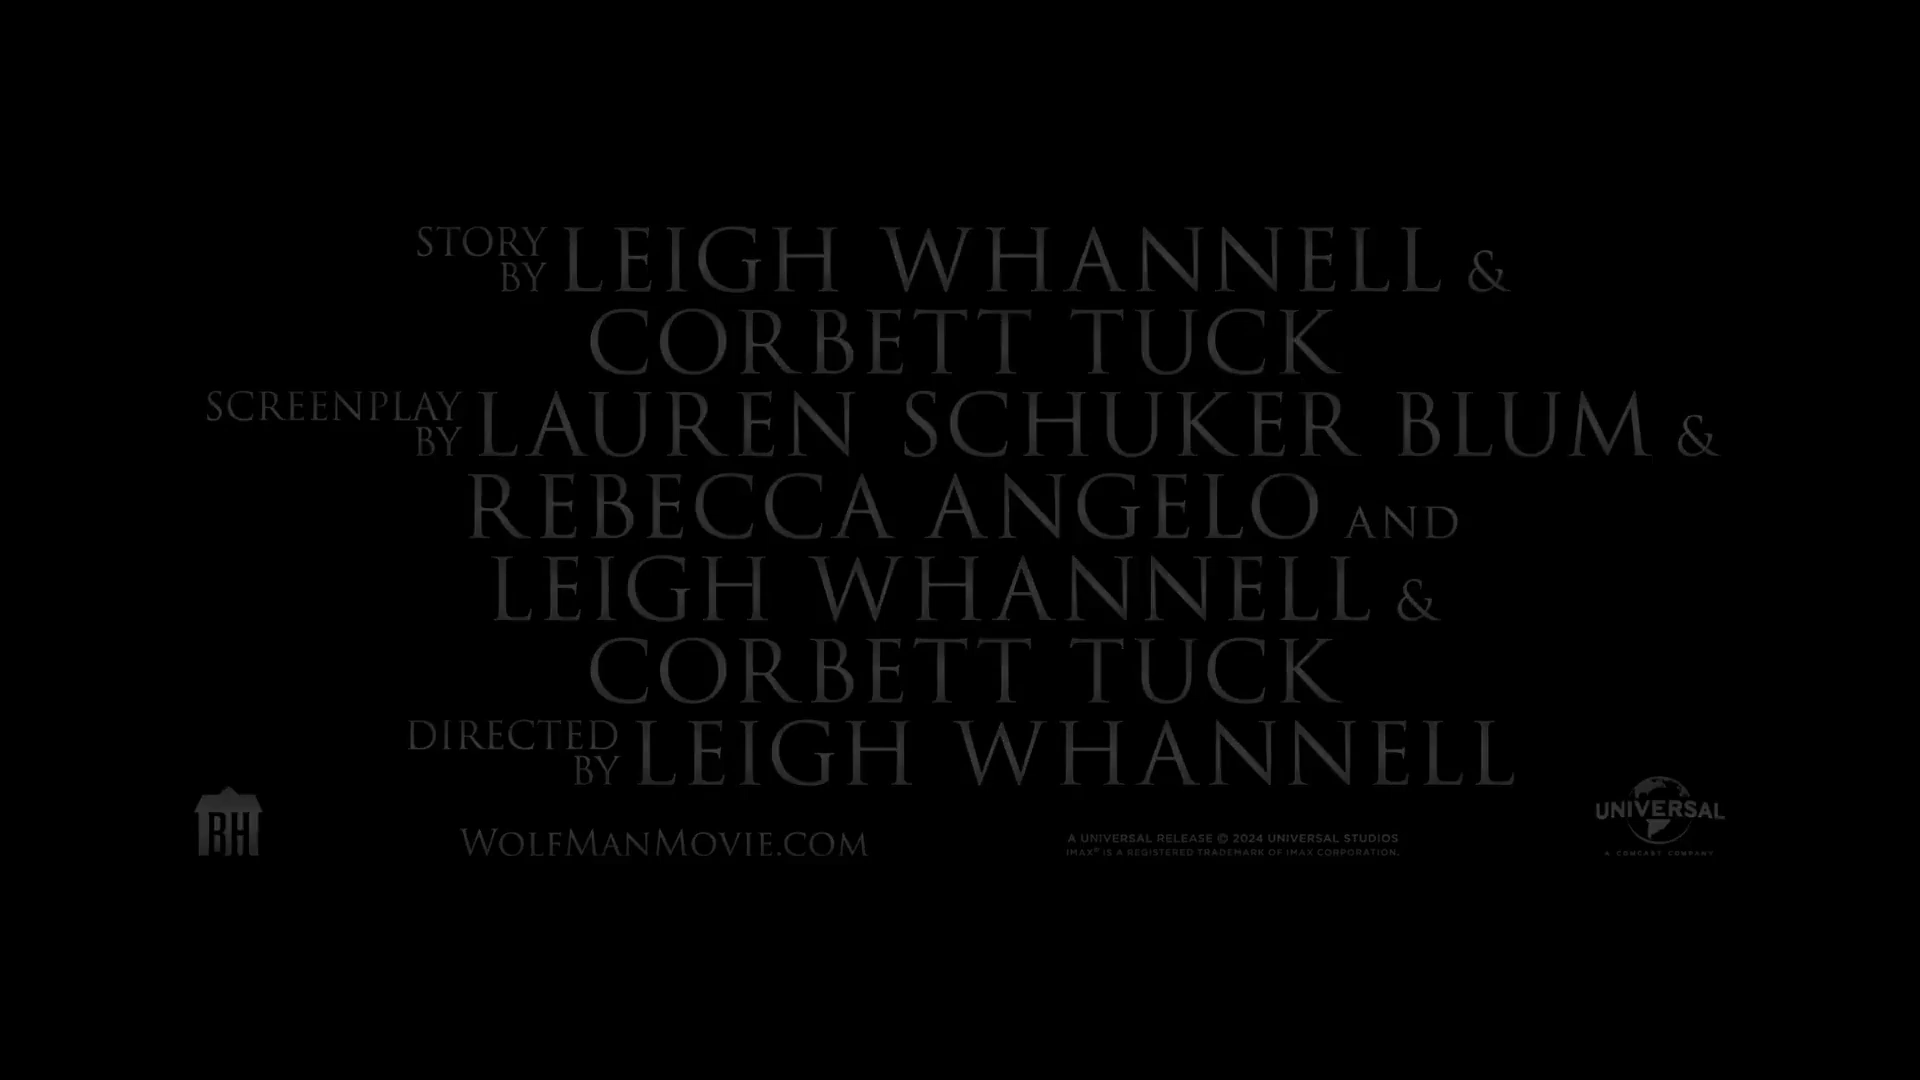 STORY BY LEIGH WHANNELL &
CORBETT TUCK
SCREENPLAY BY LAUREN SCHUKER BLUM &
REBECCA ANGELO AND
LEIGH WHANNELL &
CORBETT TUCK
DIRECTED BY LEIGH WHANNELL
BH
WOLFMANMOVIE.COM
A UNIVERSAL RELEASE © 2024 UNIVERSAL STUDIOS
IMAX® IS A REGISTERED TRADEMARK OF IMAX CORPORATION.
UNIVERSAL
A COMCAST COMPANY